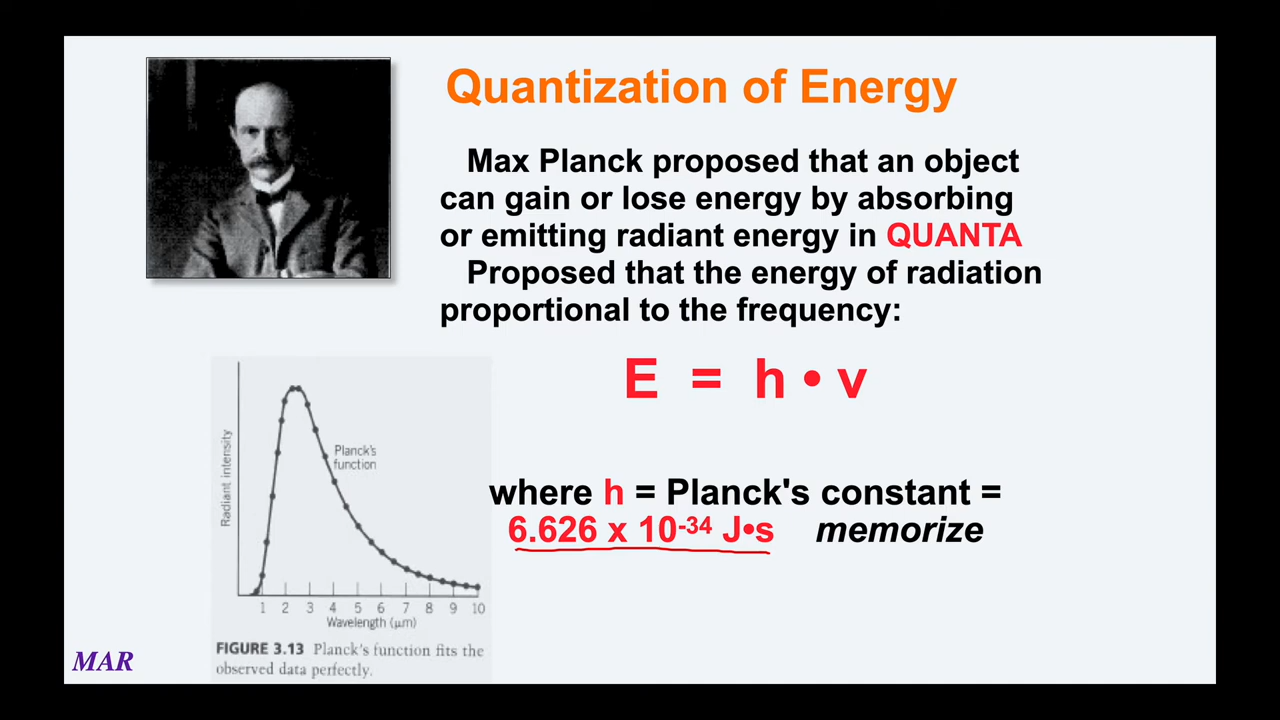 Quantization of Energy
Max Planck proposed that an object
can gain or lose energy by absorbing
or emitting radiant energy in QUANTA
Proposed that the energy of radiation
proportional to the frequency:
E = h • v
where h = Planck's constant =
6.626 x 10⁻³⁴ J•s memorize
Radiant intensity
Planck's
function
1 2 3 4 5 6 7 8 9 10
Wavelength (μm)
FIGURE 3.13 Planck's function fits the
observed data perfectly.
MAR